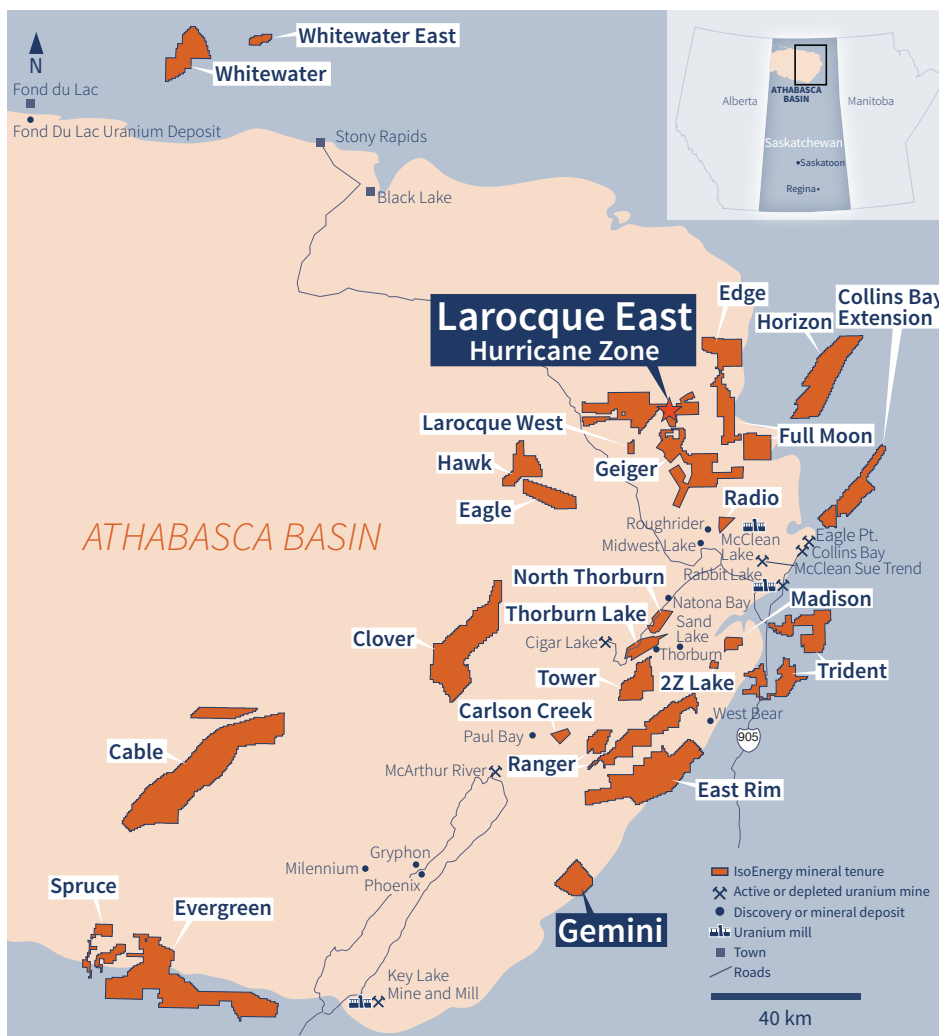 Whitewater East
Whitewater
N
Fond du Lac
Fond Du Lac Uranium Deposit
Stony Rapids
Black Lake
ATHABASCA
BASIN
Alberta
Manitoba
Saskatchewan
Saskatoon
Regina
Edge
Collins Bay
Extension
Horizon
Larocque East
Hurricane Zone
Larocque West
Full Moon
Hawk
Geiger
Eagle
Radio
ATHABASCA BASIN
Roughrider
Midwest Lake
McClean
Lake
Eagle Pt.
Collins Bay
McClean Sue Trend
North Thorburn
Rabbit Lake
Natona Bay
Madison
Thorburn Lake
Sand
Lake
Clover
Cigar Lake
Thorburn
Tower
2Z Lake
Trident
Carlson Creek
West Bear
Paul Bay
905
Cable
Ranger
McArthur River
East Rim
Gryphon
Milennium
Phoenix
Spruce
Evergreen
Gemini
Key Lake
Mine and Mill
IsoEnergy mineral tenure
Active or depleted uranium mine
Discovery or mineral deposit
Uranium mill
Town
Roads
40 km